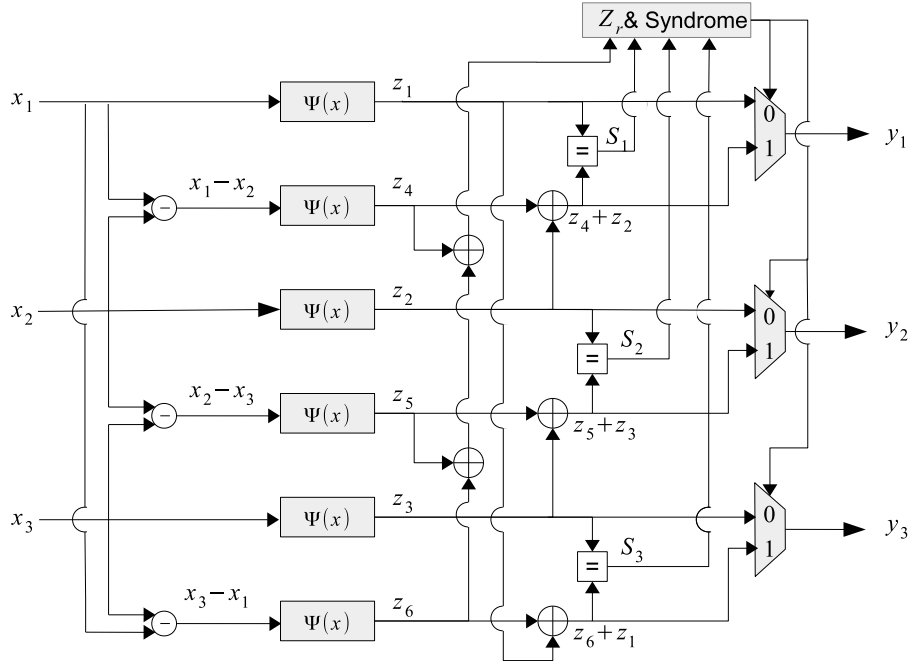 Z_r & Syndrome
x_1
Ψ(x)
z_1
0
1
y_1
=
S_1
x_1 − x_2
−
Ψ(x)
z_4
z_4 + z_2
x_2
Ψ(x)
z_2
0
1
y_2
=
S_2
x_2 − x_3
−
Ψ(x)
z_5
z_5 + z_3
x_3
Ψ(x)
z_3
0
1
y_3
=
S_3
x_3 − x_1
−
Ψ(x)
z_6
z_6 + z_1